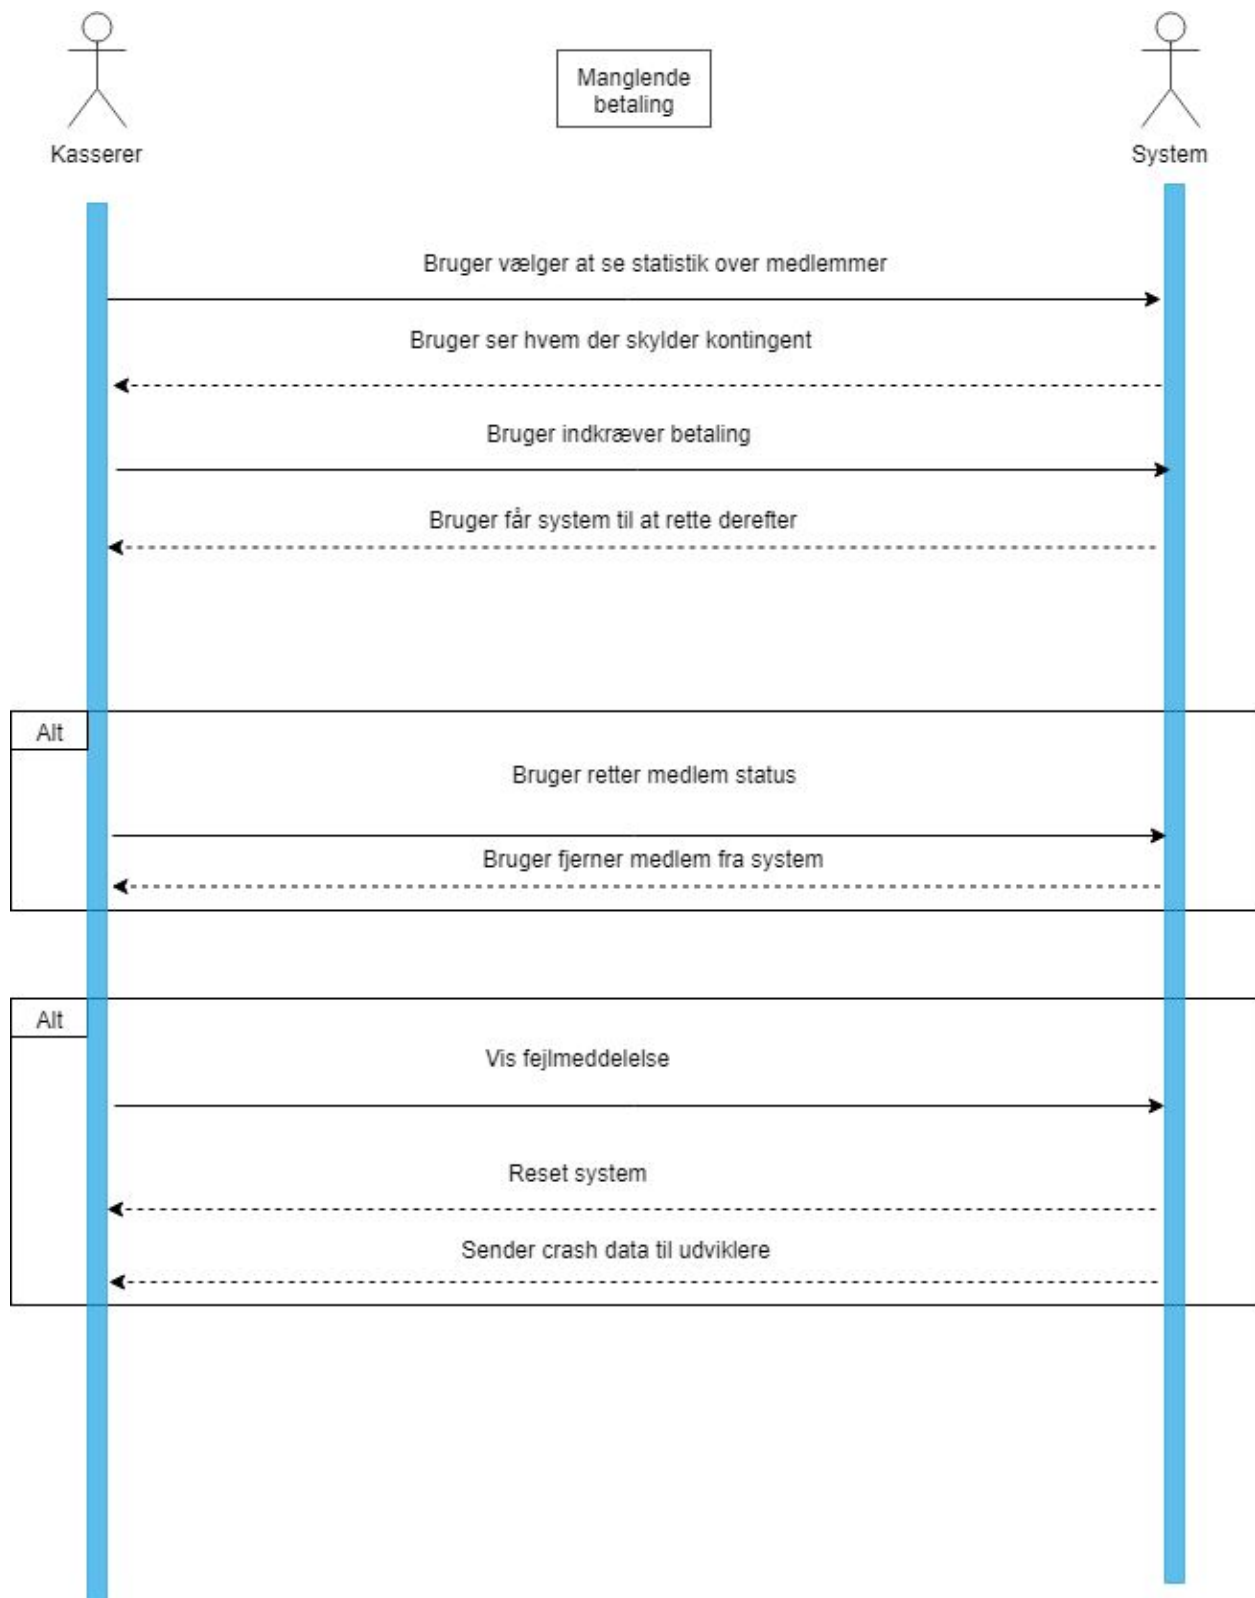 Manglende
betaling
Kasserer
System
Bruger vælger at se statistik over medlemmer
Bruger ser hvem der skylder kontingent
Bruger indkræver betaling
Bruger får system til at rette derefter
Alt
Bruger retter medlem status
Bruger fjerner medlem fra system
Alt
Vis fejlmeddelelse
Reset system
Sender crash data til udviklere